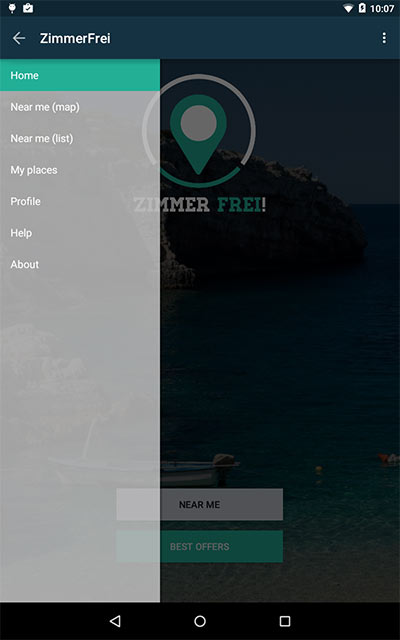 10:07
ZimmerFrei
Home
Near me (map)
Near me (list)
My places
Profile
Help
About
ZIMMER FREI!
NEAR ME
BEST OFFERS